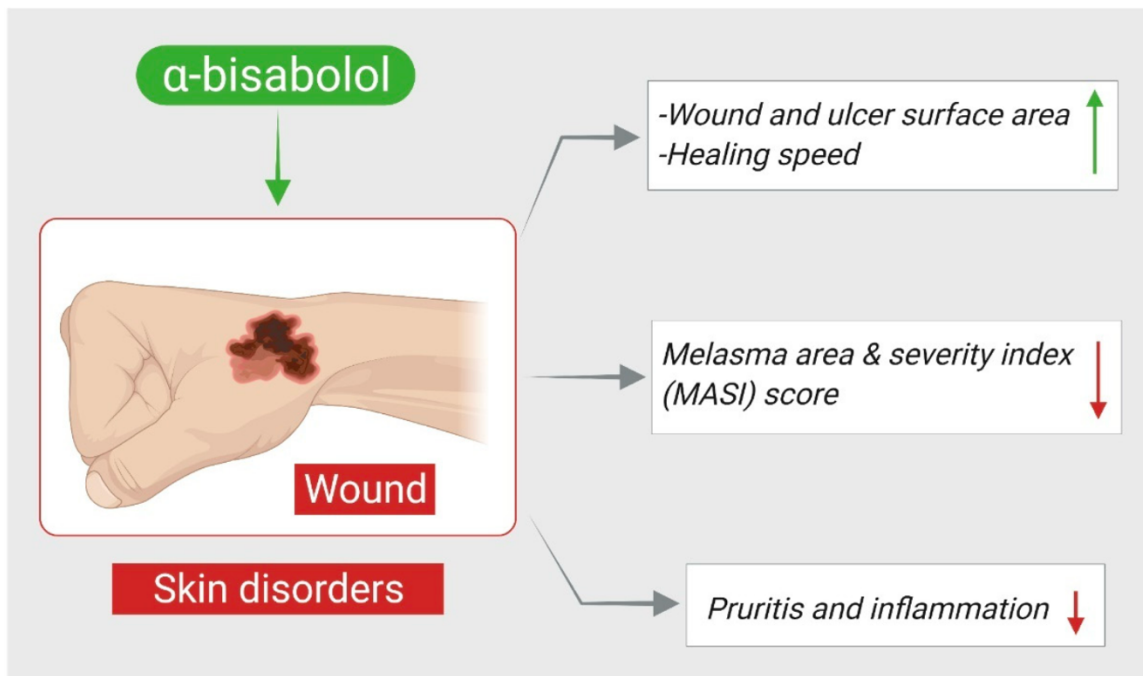 α-bisabolol
-Wound and ulcer surface area
-Healing speed
Melasma area & severity index
(MASI) score
Wound
Skin disorders
Pruritis and inflammation